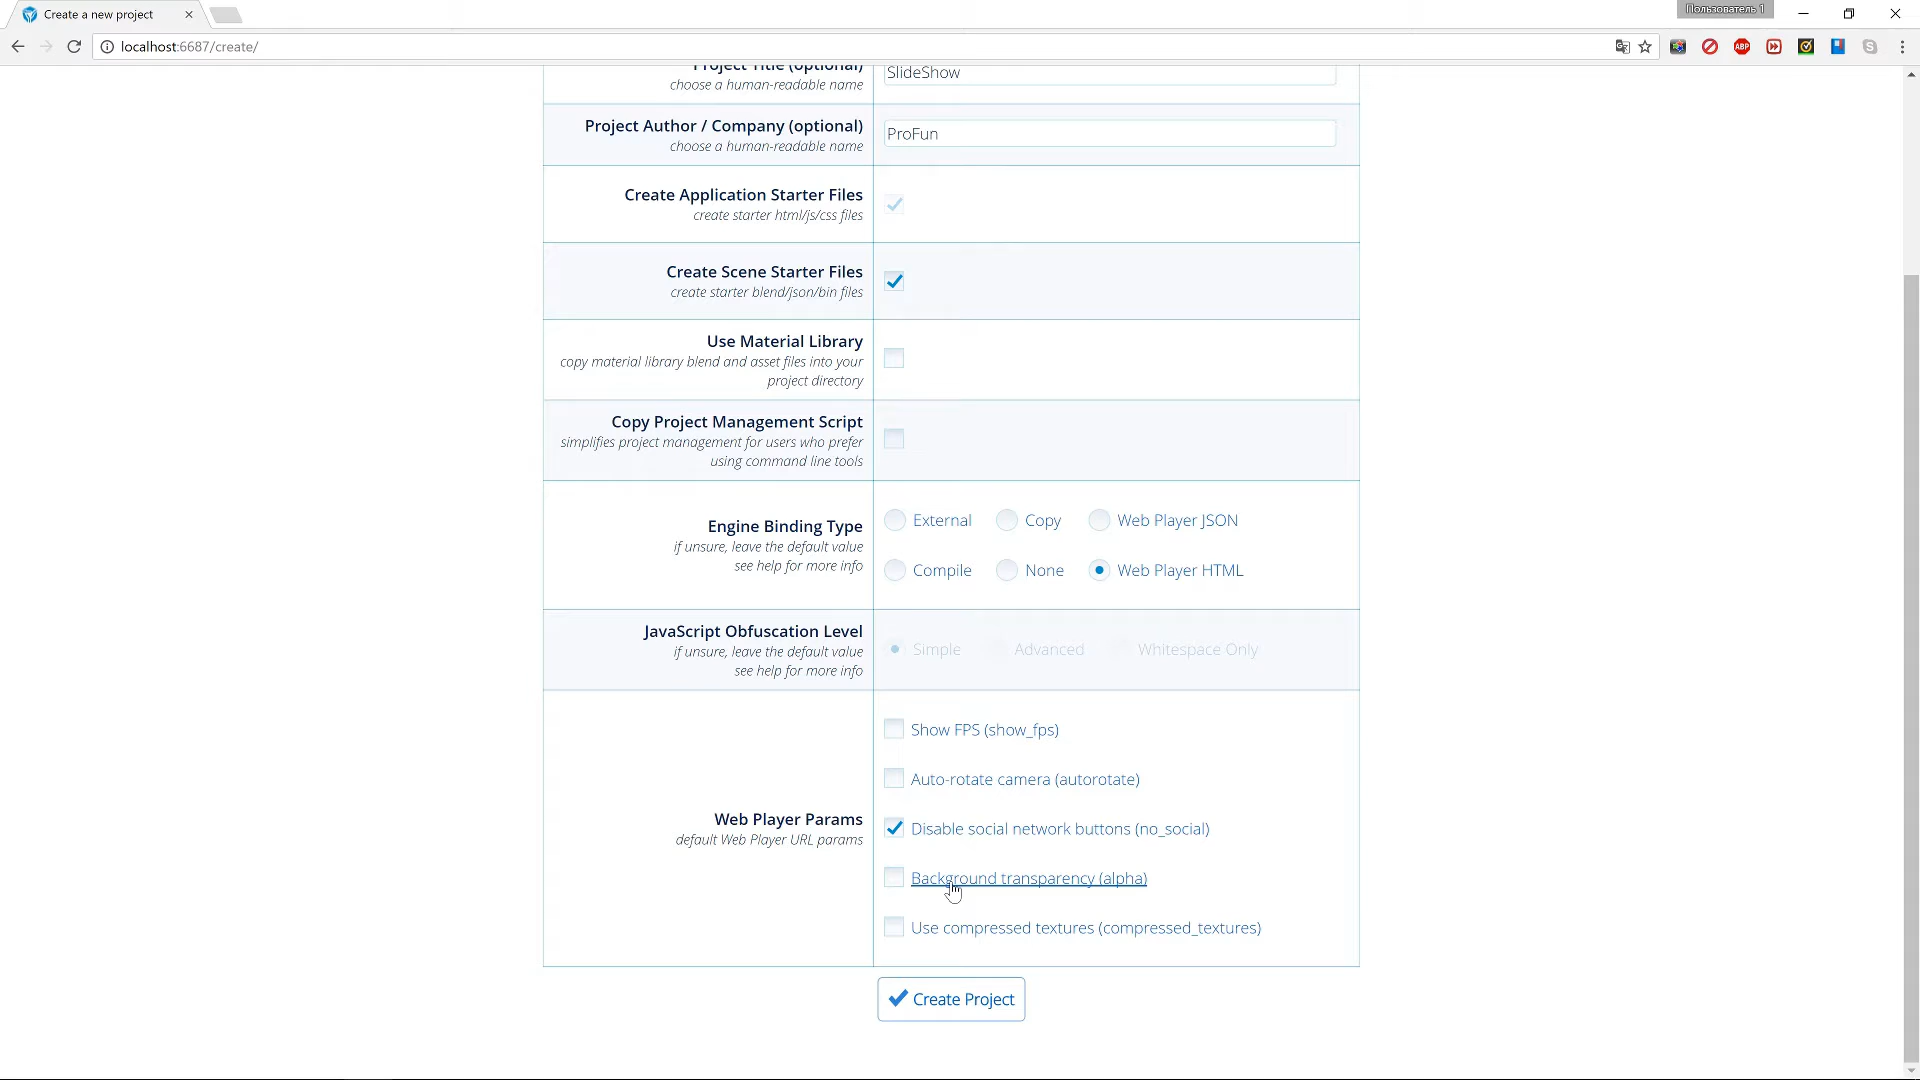 Create a new project
Пользователь 1
localhost:6687/create/
ABP
Project Title (optional)
choose a human-readable name
SlideShow
Project Author / Company (optional)
choose a human-readable name
ProFun
Create Application Starter Files
create starter html/js/css files
Create Scene Starter Files
create starter blend/json/bin files
Use Material Library
copy material library blend and asset files into your
project directory
Copy Project Management Script
simplifies project management for users who prefer
using command line tools
Engine Binding Type
if unsure, leave the default value
see help for more info
External Copy Web Player JSON
Compile None Web Player HTML
JavaScript Obfuscation Level
if unsure, leave the default value
see help for more info
Simple Advanced Whitespace Only
Web Player Params
default Web Player URL params
Show FPS (show_fps)
Auto-rotate camera (autorotate)
Disable social network buttons (no_social)
Background transparency (alpha)
Use compressed textures (compressed_textures)
Create Project